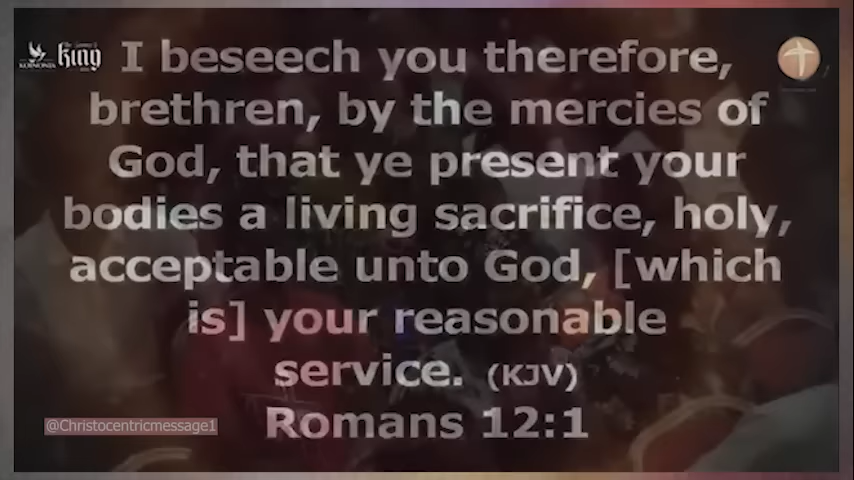 I beseech you therefore,
brethren, by the mercies of
God, that ye present your
bodies a living sacrifice, holy,
acceptable unto God, [which
is] your reasonable
service. (KJV)
Romans 12:1
KOINONIA
king
@Christocentricmessage1